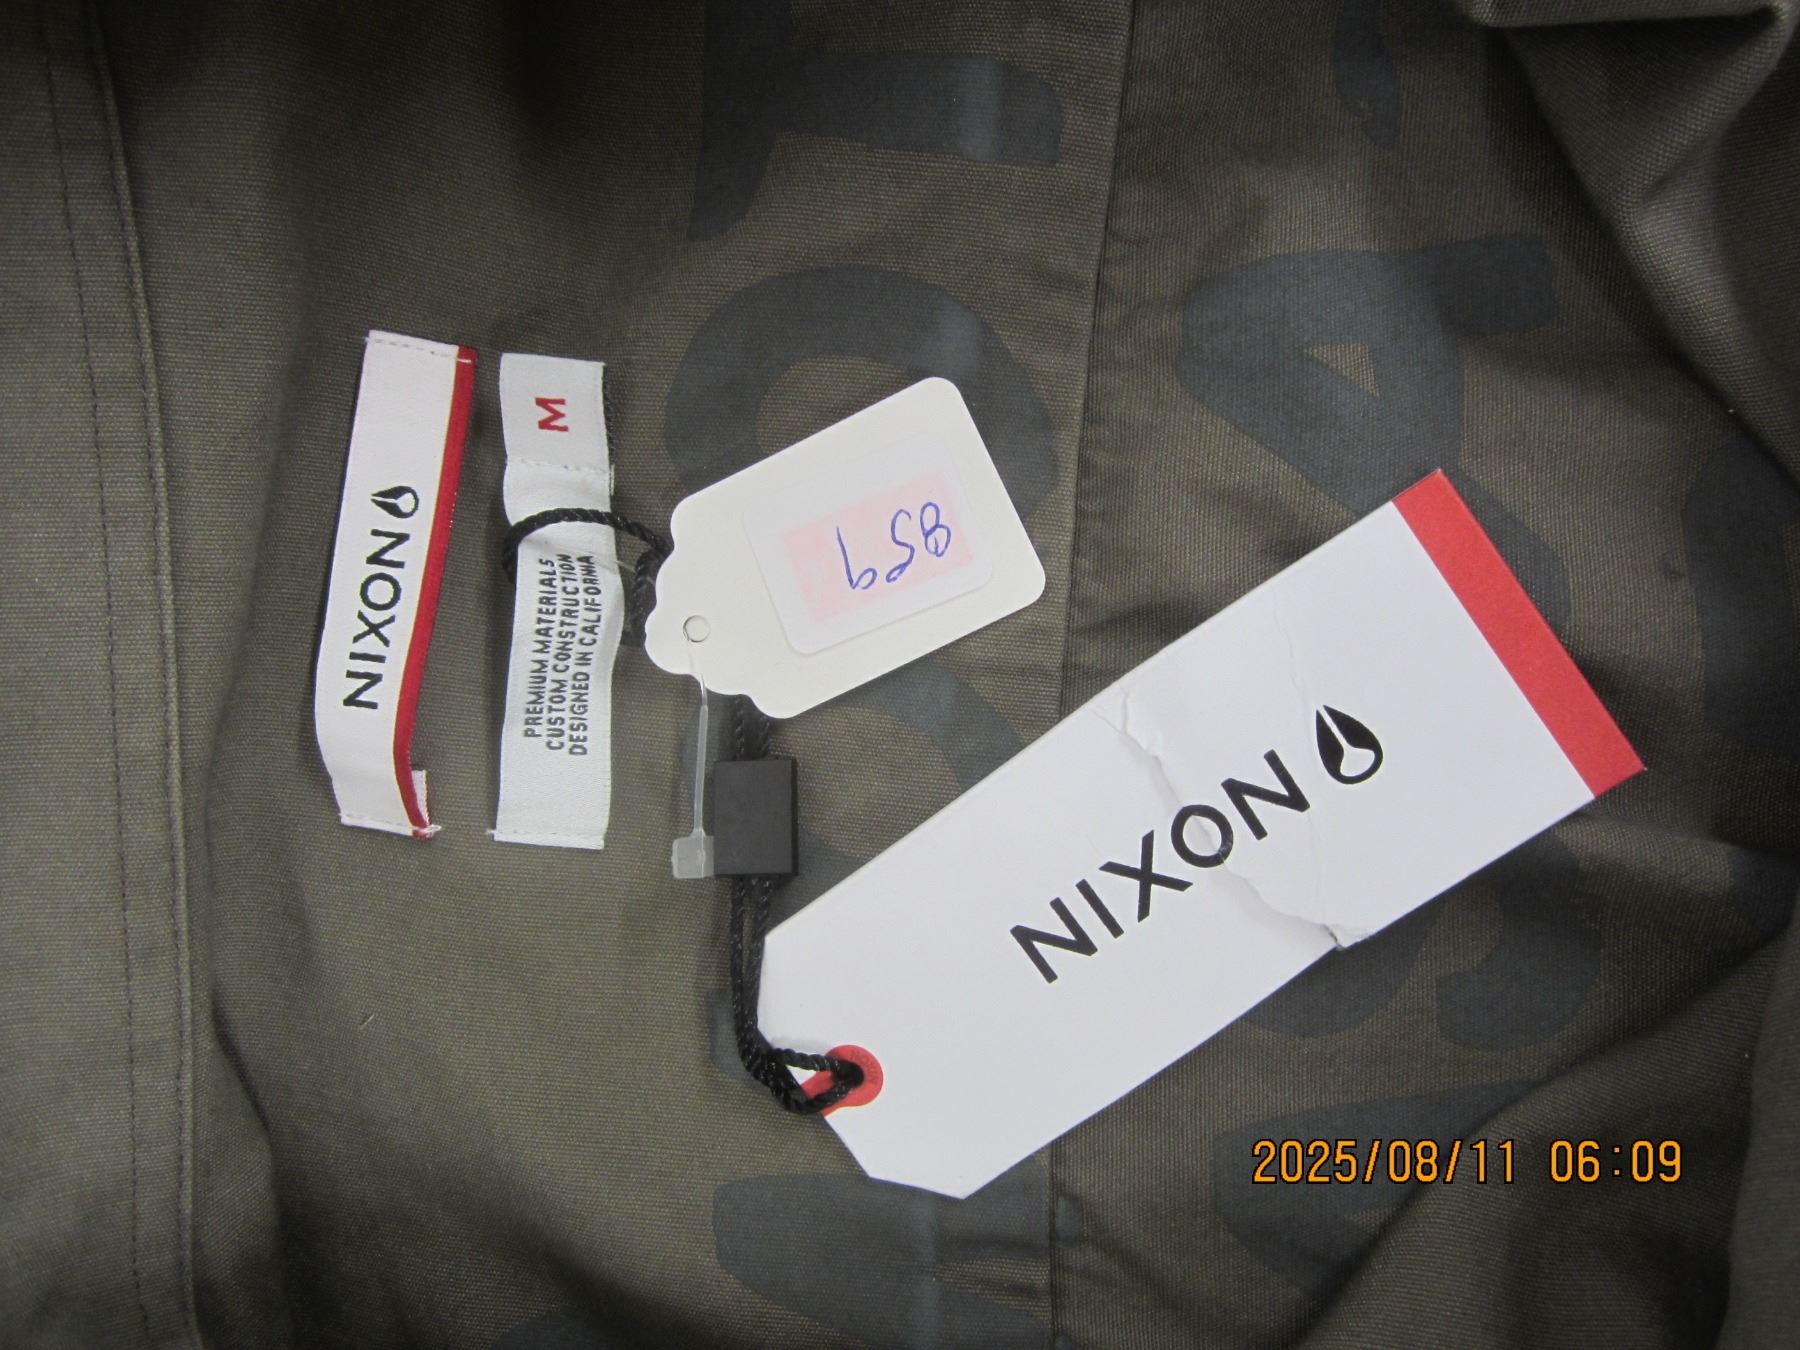 NIXON
M
PREMIUM MATERIALS
CUSTOM CONSTRUCTION
DESIGNED IN CALIFORNIA
859
NIXON
2025/08/11 06:09